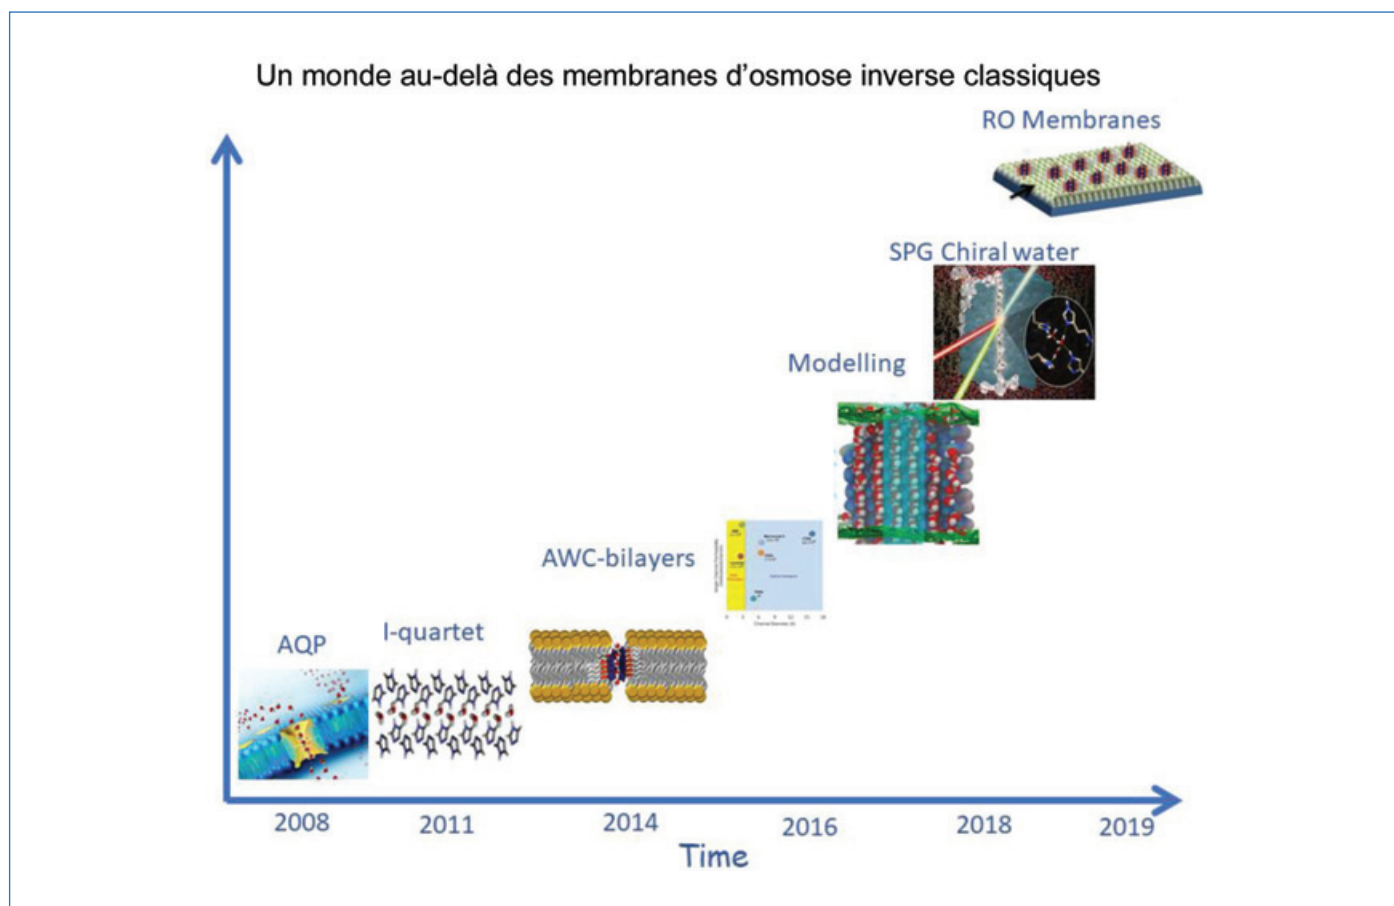 Un monde au-delà des membranes d’osmose inverse classiques
RO Membranes
SPG Chiral water
Modelling
AWC-bilayers
I-quartet
AQP
2008
2011
2014
2016
2018
2019
Time